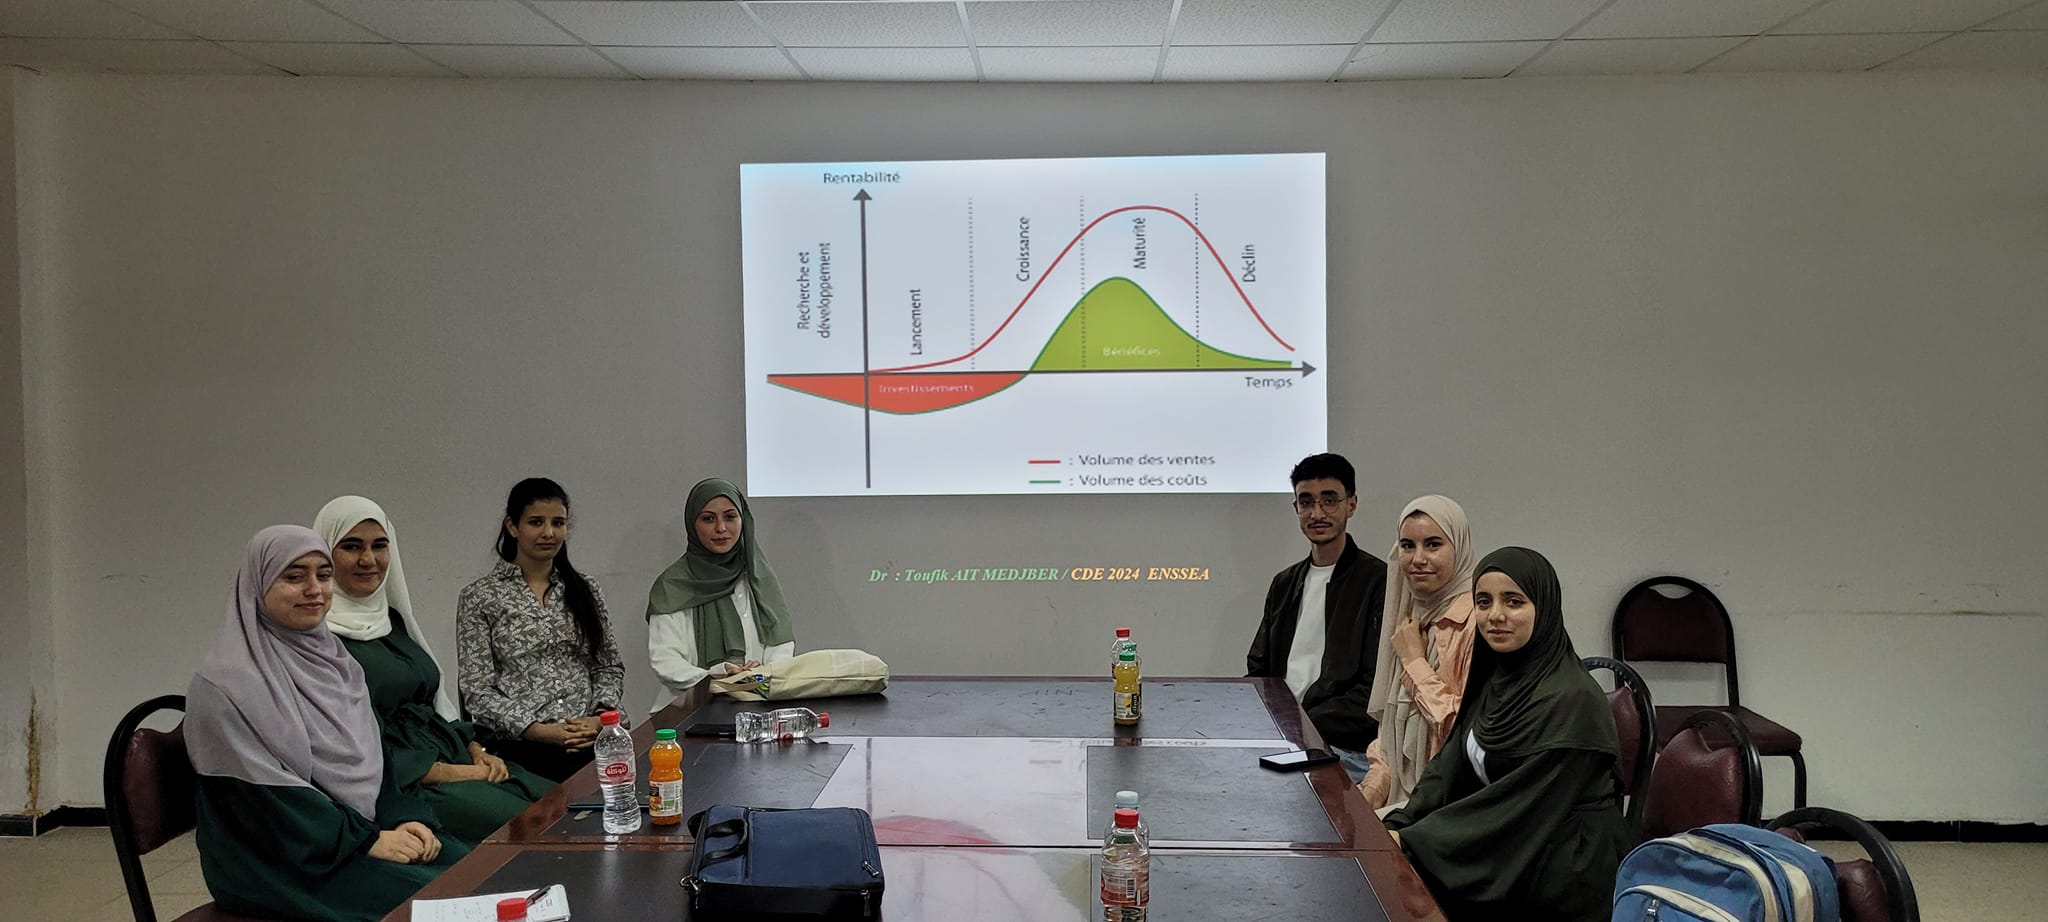 Rentabilité
Recherche et
développement
Lancement
Croissance
Maturité
Déclin
Investissements
Bénéfices
Temps
: Volume des ventes
: Volume des coûts
Dr : Toufik AIT MEDJBER / CDE 2024 ENSSEA